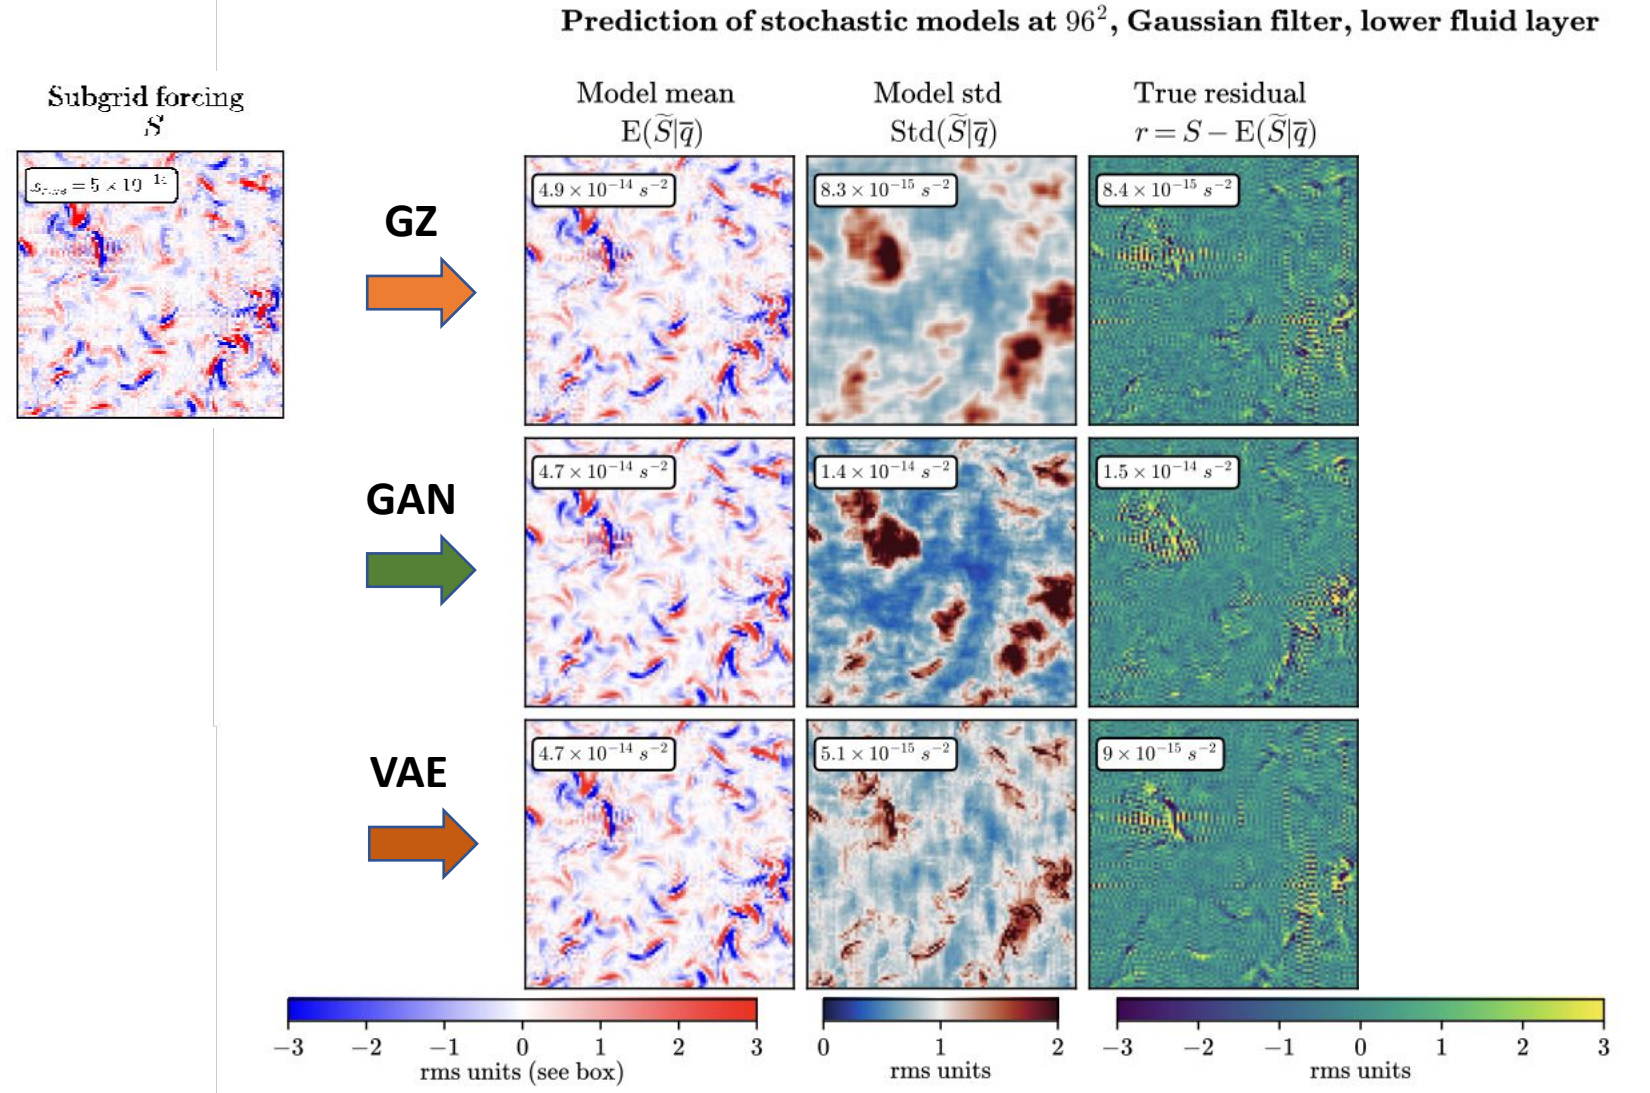 Prediction of stochastic models at 96², Gaussian filter, lower fluid layer
Subgrid forcing
S
Model mean
E(S̃|q̅)
Model std
Std(S̃|q̅)
True residual
r = S − E(S̃|q̅)
= 5 × 10
GZ
4.9 × 10⁻¹⁴ s⁻²
8.3 × 10⁻¹⁵ s⁻²
8.4 × 10⁻¹⁵ s⁻²
GAN
4.7 × 10⁻¹⁴ s⁻²
1.4 × 10⁻¹⁴ s⁻²
1.5 × 10⁻¹⁴ s⁻²
VAE
4.7 × 10⁻¹⁴ s⁻²
5.1 × 10⁻¹⁵ s⁻²
9 × 10⁻¹⁵ s⁻²
−3 −2 −1 0 1 2 3
rms units (see box)
0 1 2
rms units
−3 −2 −1 0 1 2 3
rms units